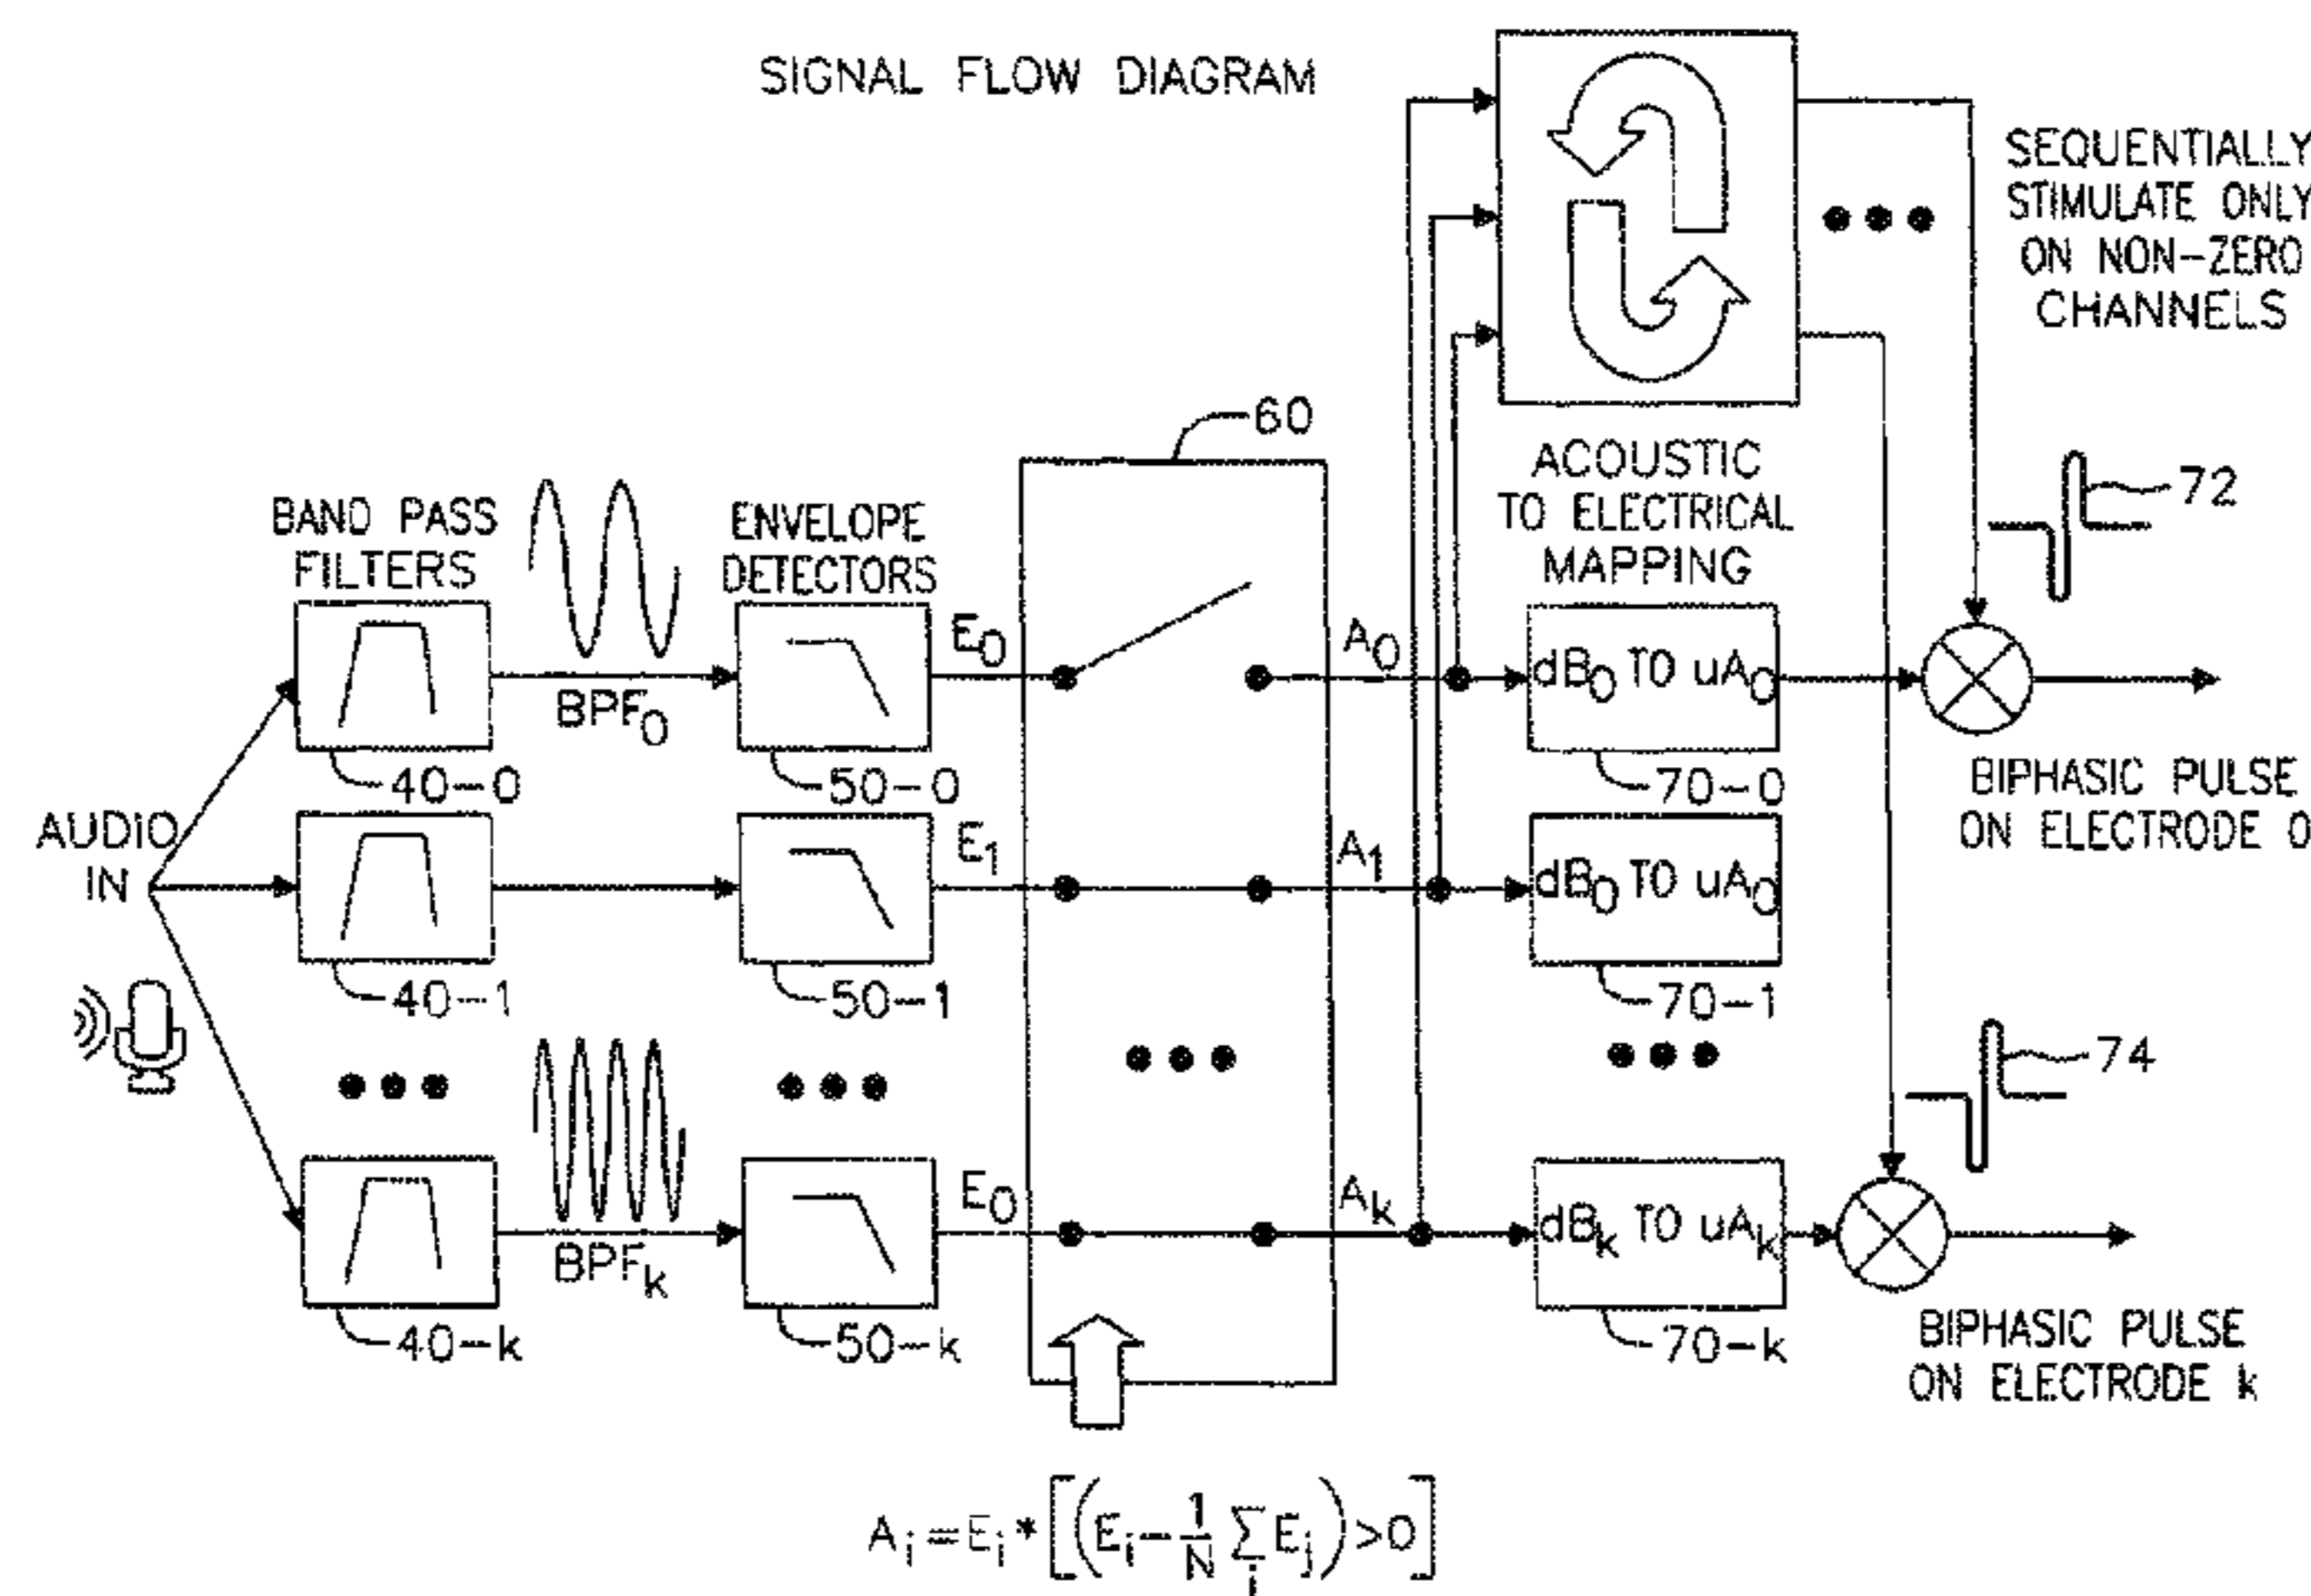 SIGNAL FLOW DIAGRAM
SEQUENTIALLY
STIMULATE ONLY
ON NON-ZERO
CHANNELS
60
ACOUSTIC
TO ELECTRICAL
MAPPING
72
BAND PASS
FILTERS
ENVELOPE
DETECTORS
E0
A0
dB0 TO uA0
BPF0
40-0
50-0
70-0
BIPHASIC PULSE
ON ELECTRODE 0
AUDIO
IN
E1
A1
dB0 TO uA0
40-1
50-1
70-1
74
E0
Ak
dBk TO uAk
BPFk
40-k
50-k
70-k
BIPHASIC PULSE
ON ELECTRODE k
Ai=Ei*[(Ei-1/N∑iEj)>0]